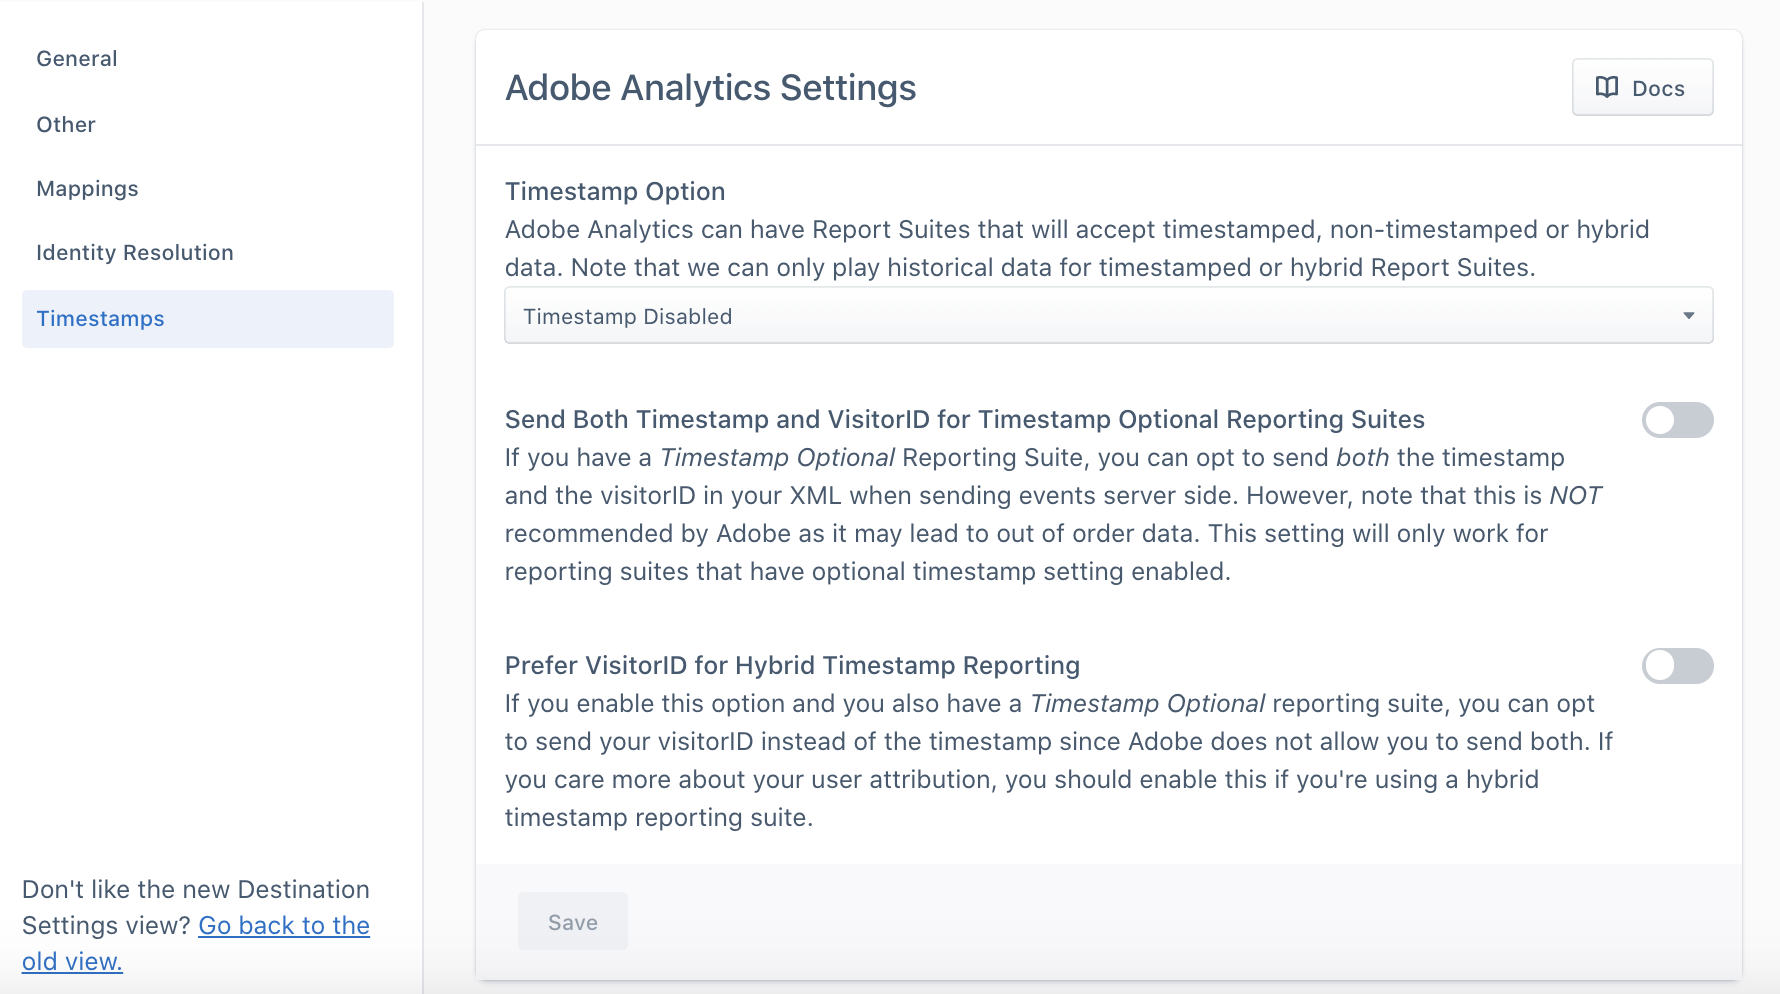 General
Other
Mappings
Identity Resolution
Timestamps
Don't like the new Destination
Settings view? Go back to the
old view.
Adobe Analytics Settings
Docs
Timestamp Option
Adobe Analytics can have Report Suites that will accept timestamped, non-timestamped or hybrid
data. Note that we can only play historical data for timestamped or hybrid Report Suites.
Timestamp Disabled
Send Both Timestamp and VisitorID for Timestamp Optional Reporting Suites
If you have a Timestamp Optional Reporting Suite, you can opt to send both the timestamp
and the visitorID in your XML when sending events server side. However, note that this is NOT
recommended by Adobe as it may lead to out of order data. This setting will only work for
reporting suites that have optional timestamp setting enabled.
Prefer VisitorID for Hybrid Timestamp Reporting
If you enable this option and you also have a Timestamp Optional reporting suite, you can opt
to send your visitorID instead of the timestamp since Adobe does not allow you to send both. If
you care more about your user attribution, you should enable this if you're using a hybrid
timestamp reporting suite.
Save